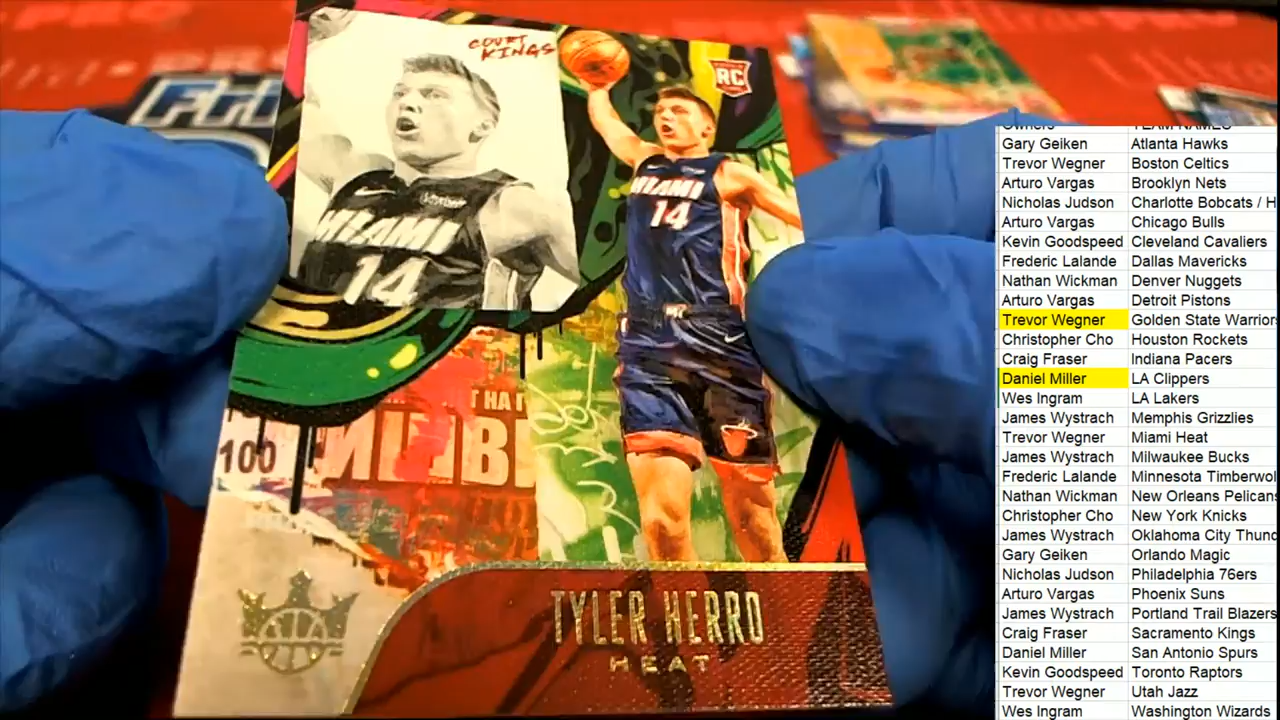 COURT
KINGS
RC
MIAMI
14
MIAMI
14
100
TYLER HERRO
HEAT
Owners TEAM NAMES
Gary Geiken Atlanta Hawks
Trevor Wegner Boston Celtics
Arturo Vargas Brooklyn Nets
Nicholas Judson Charlotte Bobcats / H
Arturo Vargas Chicago Bulls
Kevin Goodspeed Cleveland Cavaliers
Frederic Lalande Dallas Mavericks
Nathan Wickman Denver Nuggets
Arturo Vargas Detroit Pistons
Trevor Wegner Golden State Warriors
Christopher Cho Houston Rockets
Craig Fraser Indiana Pacers
Daniel Miller LA Clippers
Wes Ingram LA Lakers
James Wystrach Memphis Grizzlies
Trevor Wegner Miami Heat
James Wystrach Milwaukee Bucks
Frederic Lalande Minnesota Timberwol
Nathan Wickman New Orleans Pelicans
Christopher Cho New York Knicks
James Wystrach Oklahoma City Thund
Gary Geiken Orlando Magic
Nicholas Judson Philadelphia 76ers
Arturo Vargas Phoenix Suns
James Wystrach Portland Trail Blazers
Craig Fraser Sacramento Kings
Daniel Miller San Antonio Spurs
Kevin Goodspeed Toronto Raptors
Trevor Wegner Utah Jazz
Wes Ingram Washington Wizards